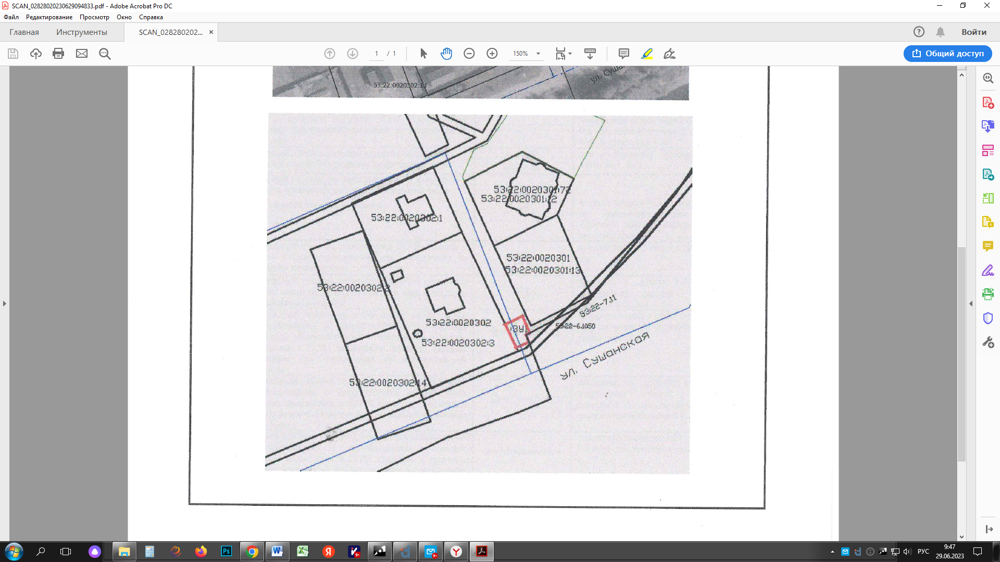 SCAN_02828020230629094833.pdf - Adobe Acrobat Pro DC
Файл Редактирование Просмотр Окно Справка
Главная Инструменты SCAN_028280202... Войти
1 / 1 150% Общий доступ
ул. Суша
53:22:0020302:14
53:22:0020301:72
53:22:0020301:12
53:22:0020302:1
53:22:0020301
53:22:0020301:13
53:22:0020302:2
53:22-7.11
53:22:0020302
:ЗУ1
53:22-6.1050
53:22:0020302:3
ул. Сушанская
53:22:0020302:14
РУС
9:47
29.06.2023